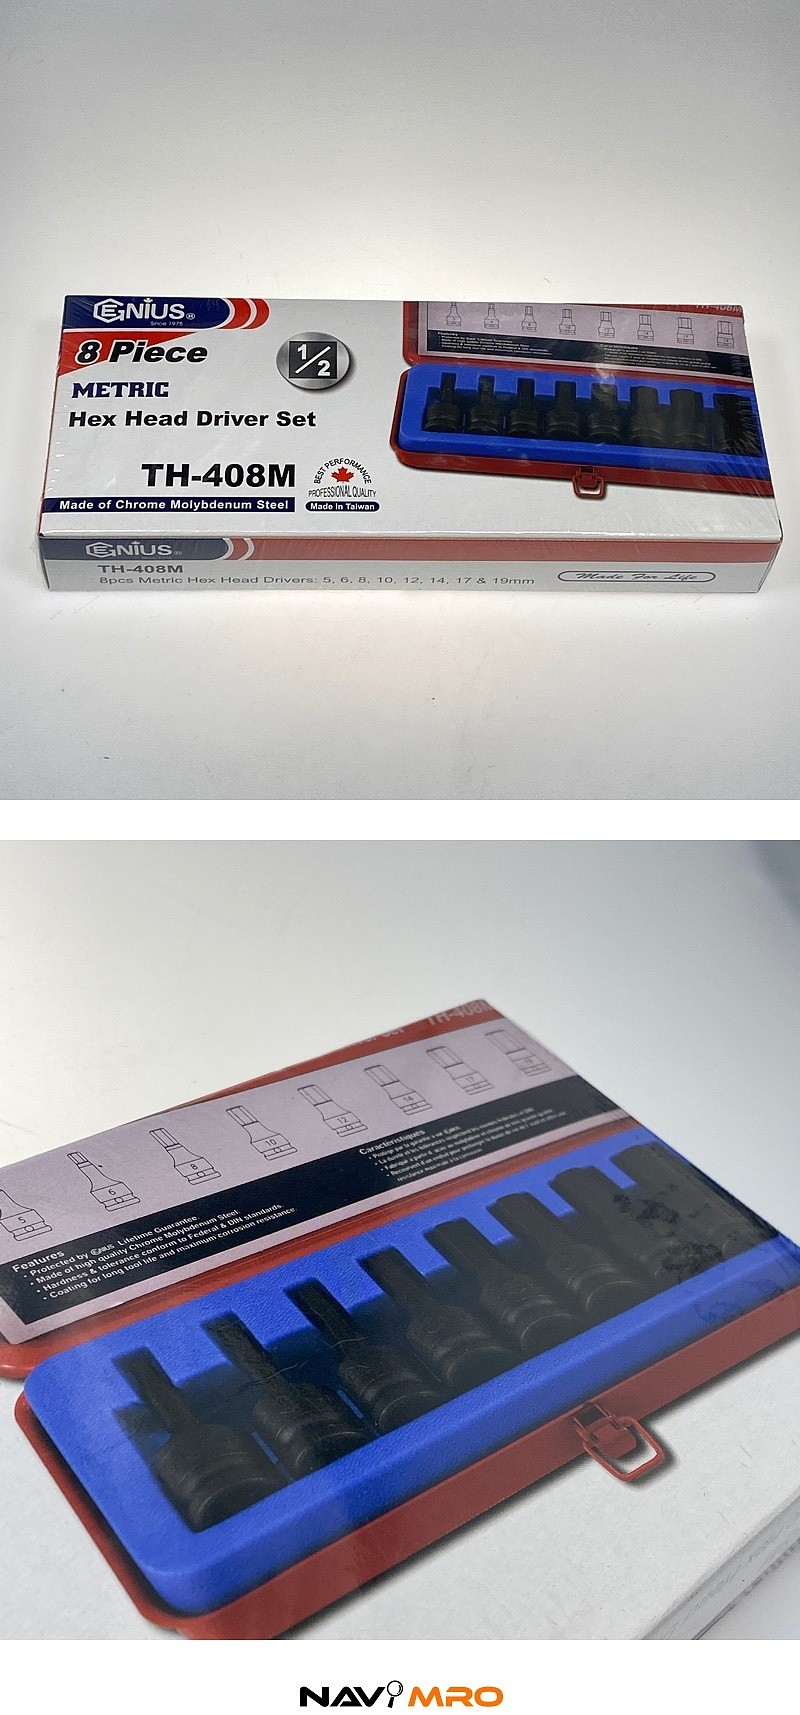 GENIUS®
Since 1975
8 Piece
1/2
METRIC
Hex Head Driver Set
TH-408M
BEST PERFORMANCE
PROFESSIONAL QUALITY
Made of Chrome Molybdenum Steel
Made in Taiwan
GENIUS®
TH-408M
8pcs Metric Hex Head Drivers: 5, 6, 8, 10, 12, 14, 17 & 19mm
Made For Life
TH-408M
5
6
8
10
12
14
17
Features
• Protected by GENIUS Lifetime Guarantee
• Made of high quality Chrome Molybdenum Steel.
• Hardness & tolerance conform to Federal & DIN standards
• Coating for long tool life and maximum corrosion resistance.
Caractéristiques
NAVI MRO